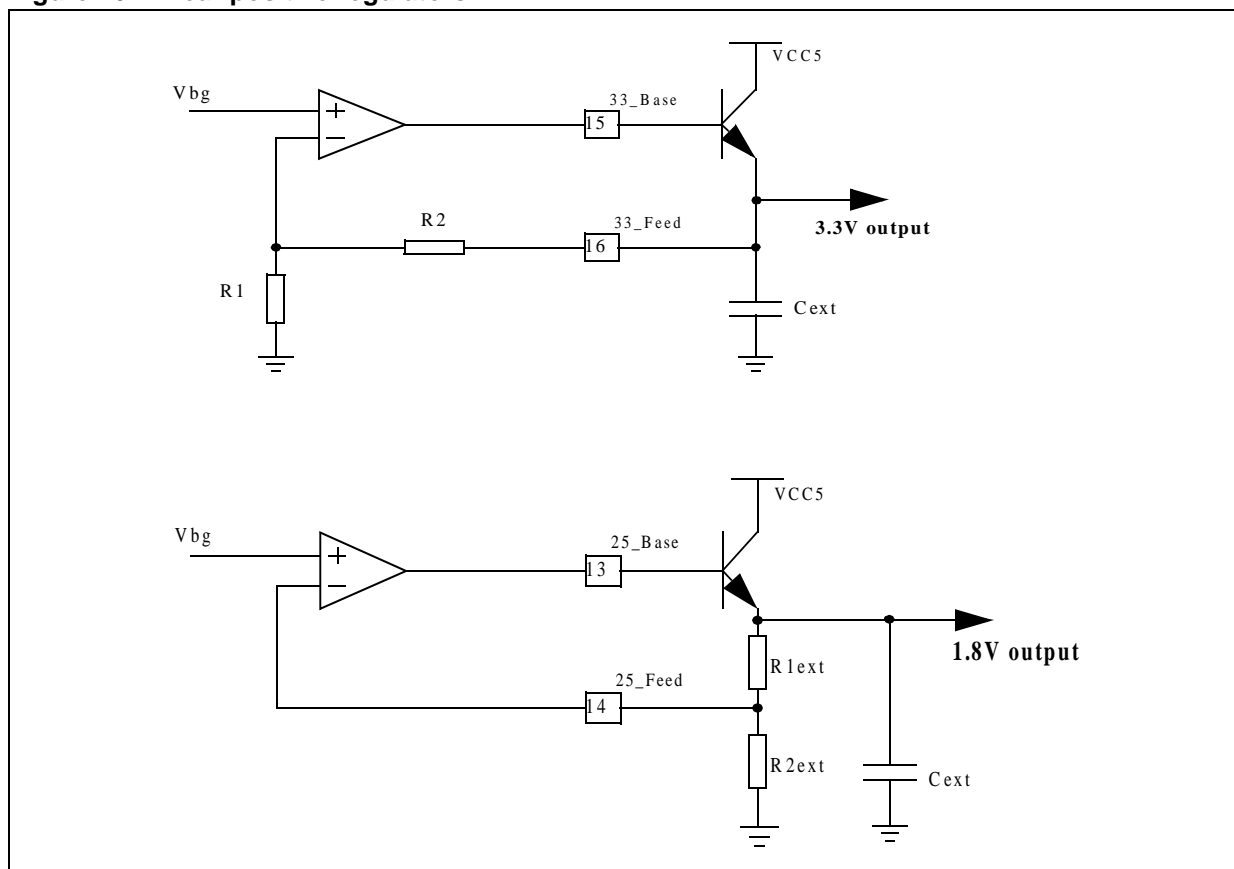 VCC5
Vbg
+
−
33_Base
15
3.3V output
R2
33_Feed
16
R1
Cext
VCC5
Vbg
+
−
25_Base
13
1.8V output
R1ext
25_Feed
14
R2ext
Cext